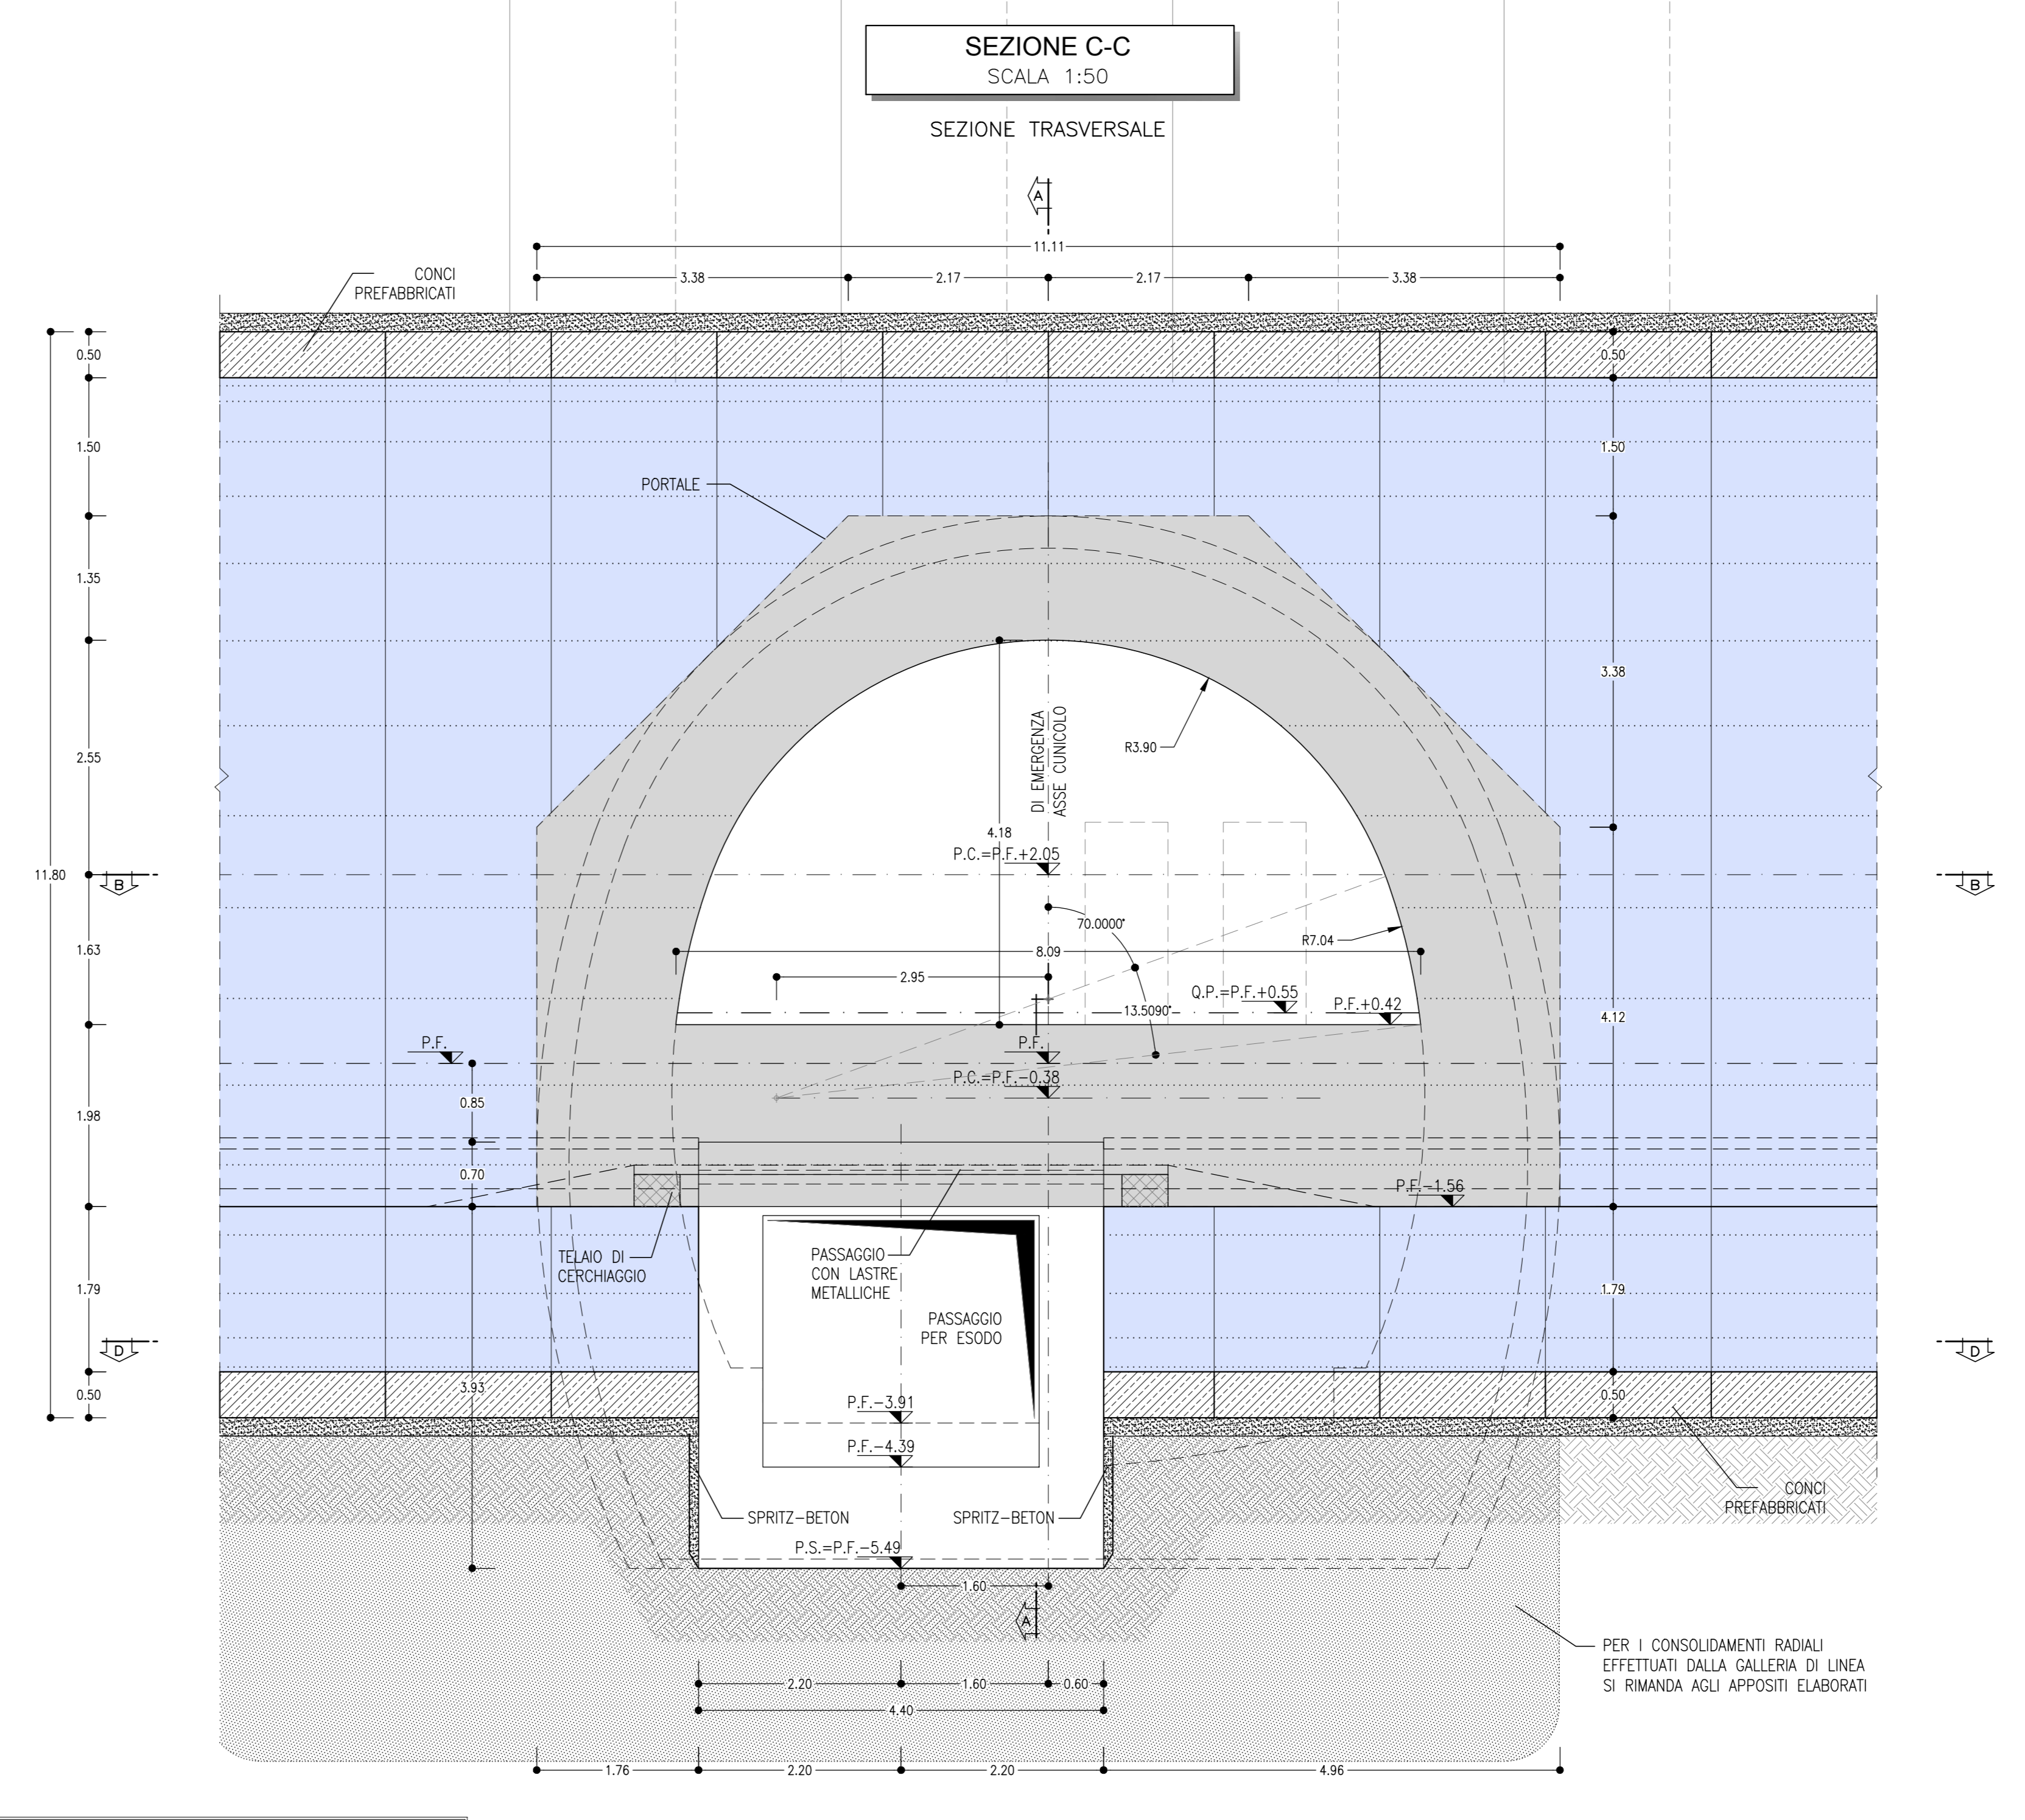 SEZIONE C-C
SCALA 1:50
SEZIONE TRASVERSALE
A
11.11
3.38
2.17
2.17
3.38
CONCI
PREFABBRICATI
0.50
0.50
1.50
1.50
PORTALE
1.35
3.38
2.55
R3.90
DI EMERGENZA
ASSE CUNICOLO
4.18
P.C.=P.F.+2.05
11.80
B
B
70.0000°
1.63
R7.04
8.09
2.95
Q.P.=P.F.+0.55
P.F.+0.42
13.5090°
4.12
P.F.
P.F.
P.C.=P.F.-0.38
0.85
1.98
0.70
P.F.-1.56
TELAIO DI
CERCHIAGGIO
PASSAGGIO
CON LASTRE
METALLICHE
1.79
1.79
PASSAGGIO
PER ESODO
D
D
3.93
0.50
0.50
P.F.-3.91
P.F.-4.39
CONCI
PREFABBRICATI
SPRITZ-BETON
SPRITZ-BETON
P.S.=P.F.-5.49
1.60
A
PER I CONSOLIDAMENTI RADIALI
EFFETTUATI DALLA GALLERIA DI LINEA
SI RIMANDA AGLI APPOSITI ELABORATI
2.20
1.60
0.60
4.40
1.76
2.20
2.20
4.96